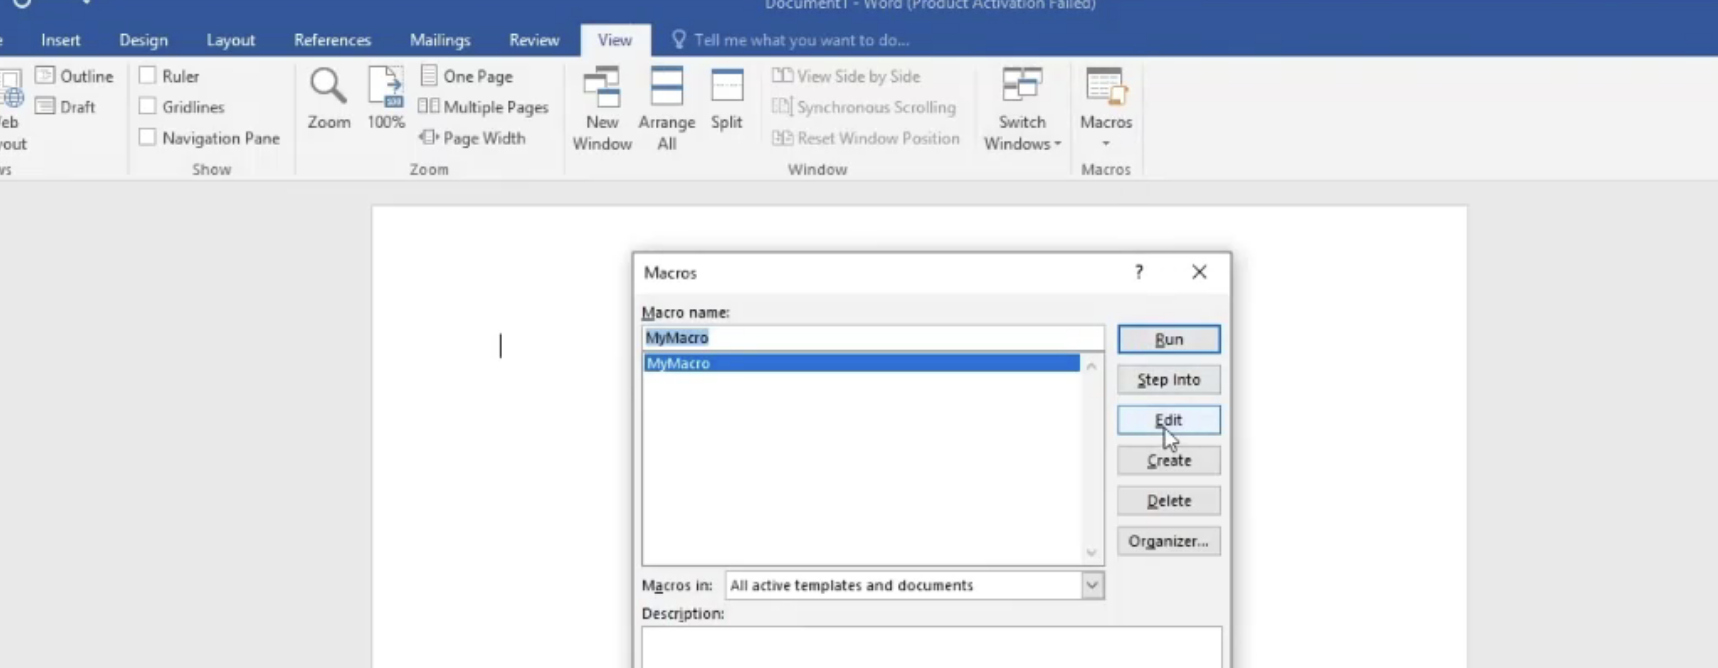 Document1 - Word (Product Activation Failed)
Insert Design Layout References Mailings Review View Tell me what you want to do...
Outline
Draft
Ruler
Gridlines
Navigation Pane
Show
Zoom
100%
One Page
Multiple Pages
Page Width
Zoom
New Window
Arrange All
Split
View Side by Side
Synchronous Scrolling
Reset Window Position
Window
Switch Windows
Macros
Macros
Macros ?
Macro name:
MyMacro
MyMacro
Run
Step Into
Edit
Create
Delete
Organizer...
Macros in: All active templates and documents
Description: